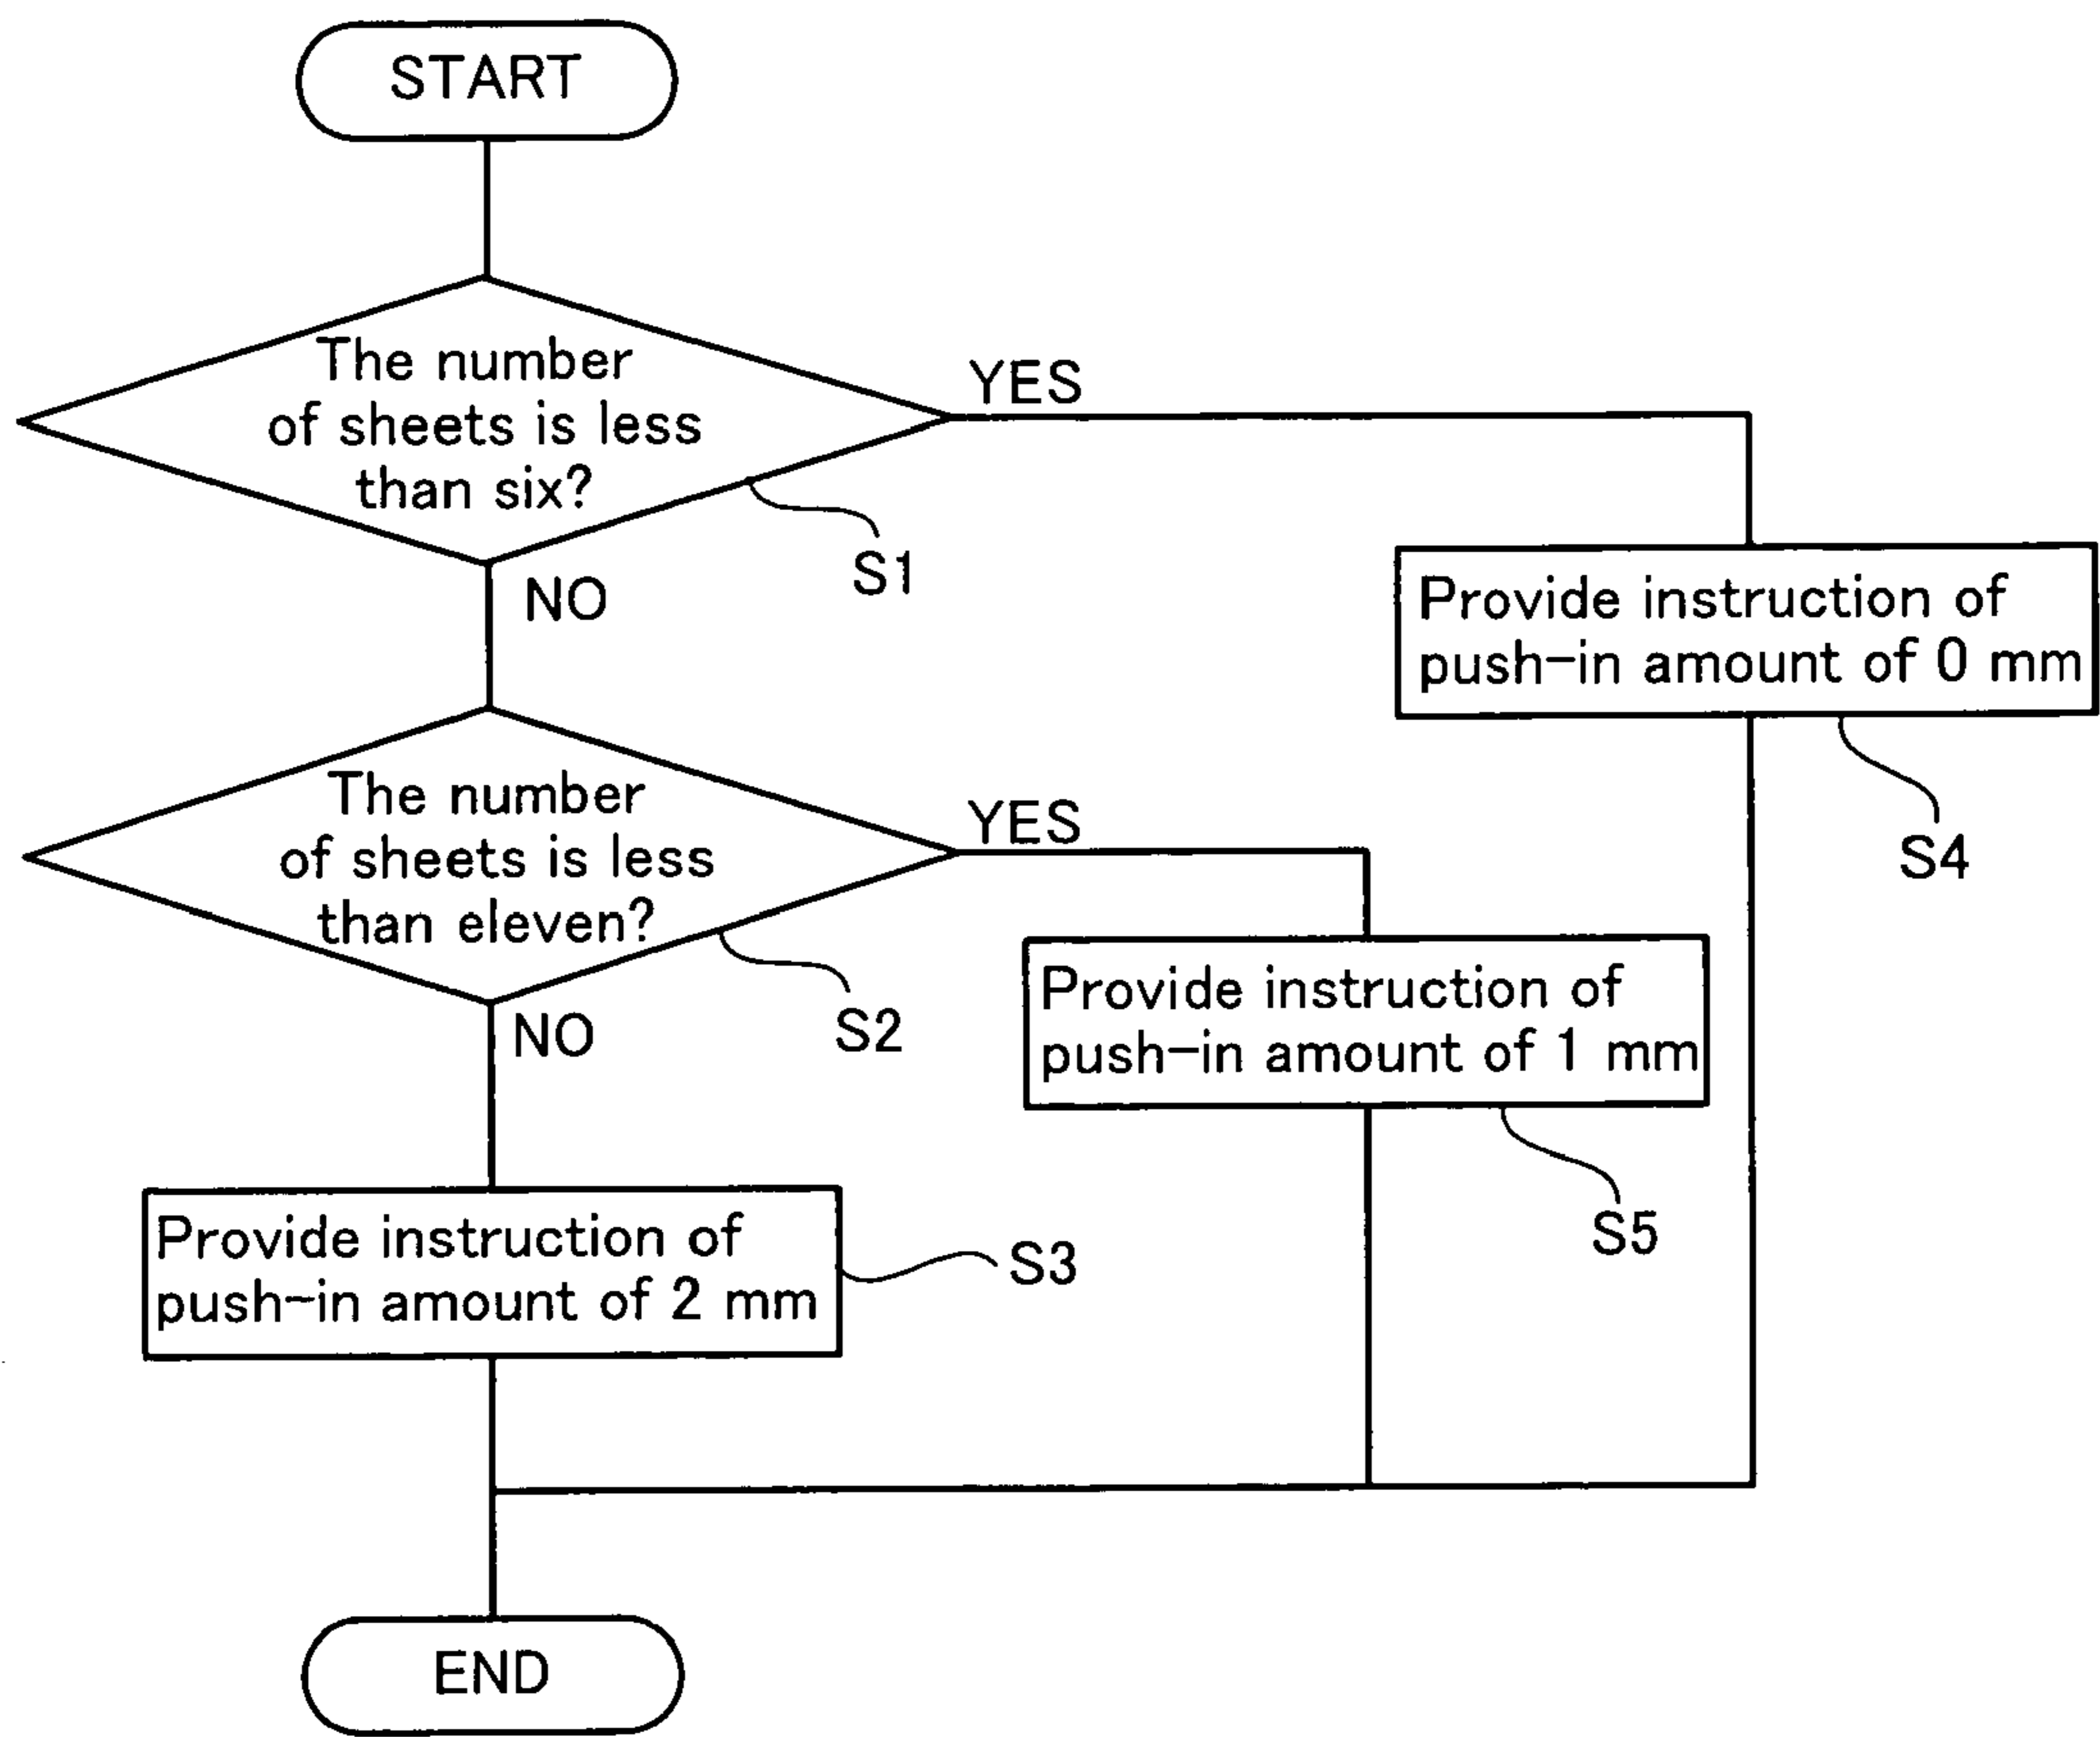 START
The number
of sheets is less
than six?
YES
S1
NO
Provide instruction of
push-in amount of 0 mm
S4
The number
of sheets is less
than eleven?
YES
S2
NO
Provide instruction of
push-in amount of 1 mm
S5
Provide instruction of
push-in amount of 2 mm
S3
END